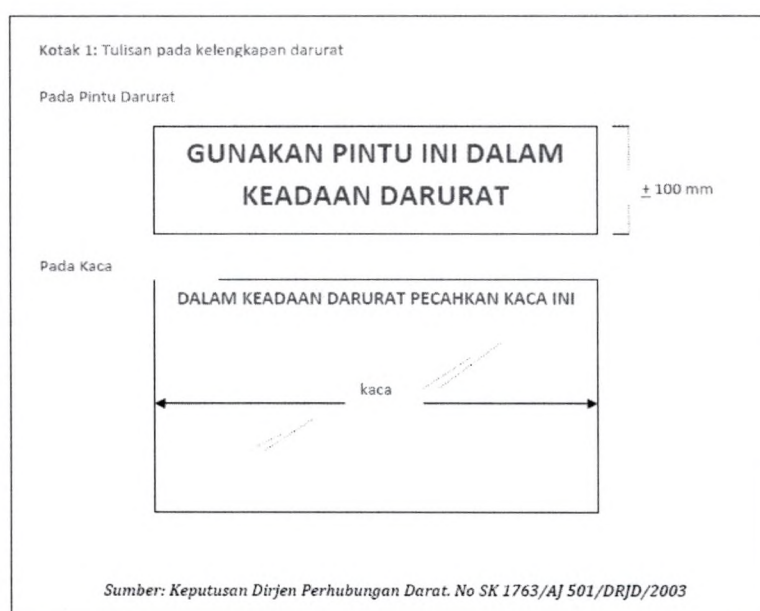 Kotak 1: Tulisan pada kelengkapan darurat
Pada Pintu Darurat
GUNAKAN PINTU INI DALAM
KEADAAN DARURAT
± 100 mm
Pada Kaca
DALAM KEADAAN DARURAT PECAHKAN KACA INI
kaca
Sumber: Keputusan Dirjen Perhubungan Darat. No SK 1763/AJ 501/DRJD/2003